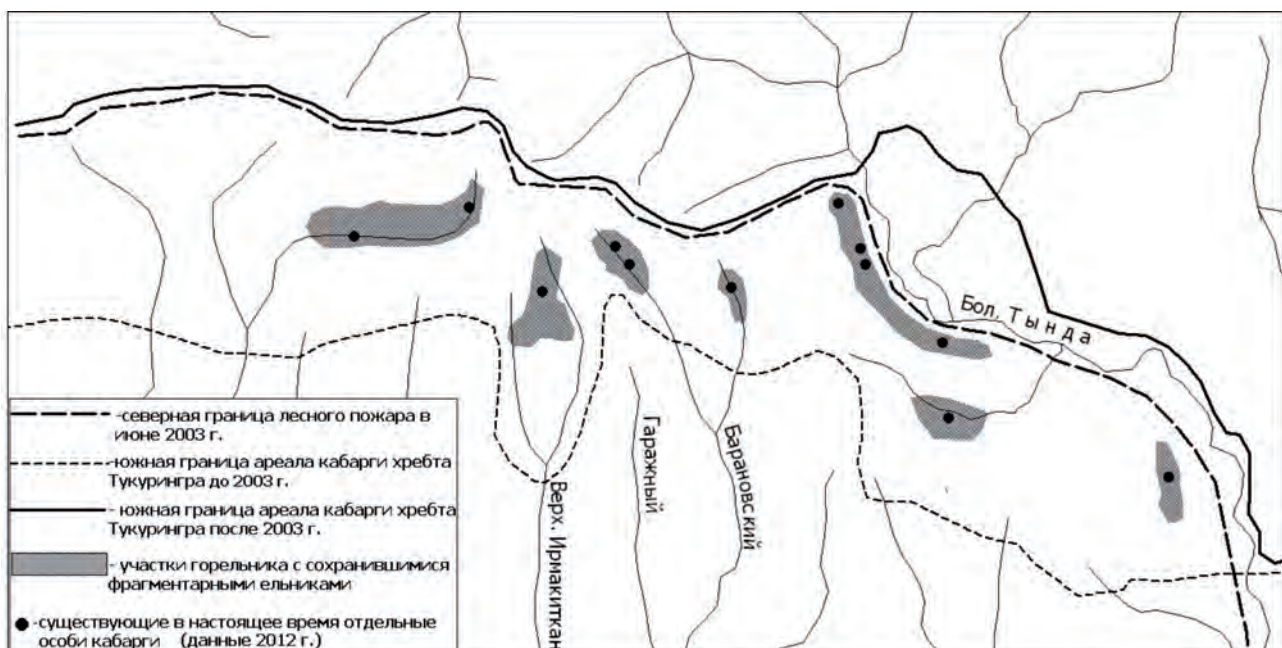 Бол. Тында
Гаражный
Барановский
Верх. Ирмакиткан
-северная граница лесного пожара в
июне 2003 г.
-южная граница ареала кабарги хребта
Тукурингра до 2003 г.
- южная граница ареала кабарги хребта
Тукурингра после 2003 г.
- участки горельника с сохранившимися
фрагментарными ельниками
-существующие в настоящее время отдельные
особи кабарги (данные 2012 г.)